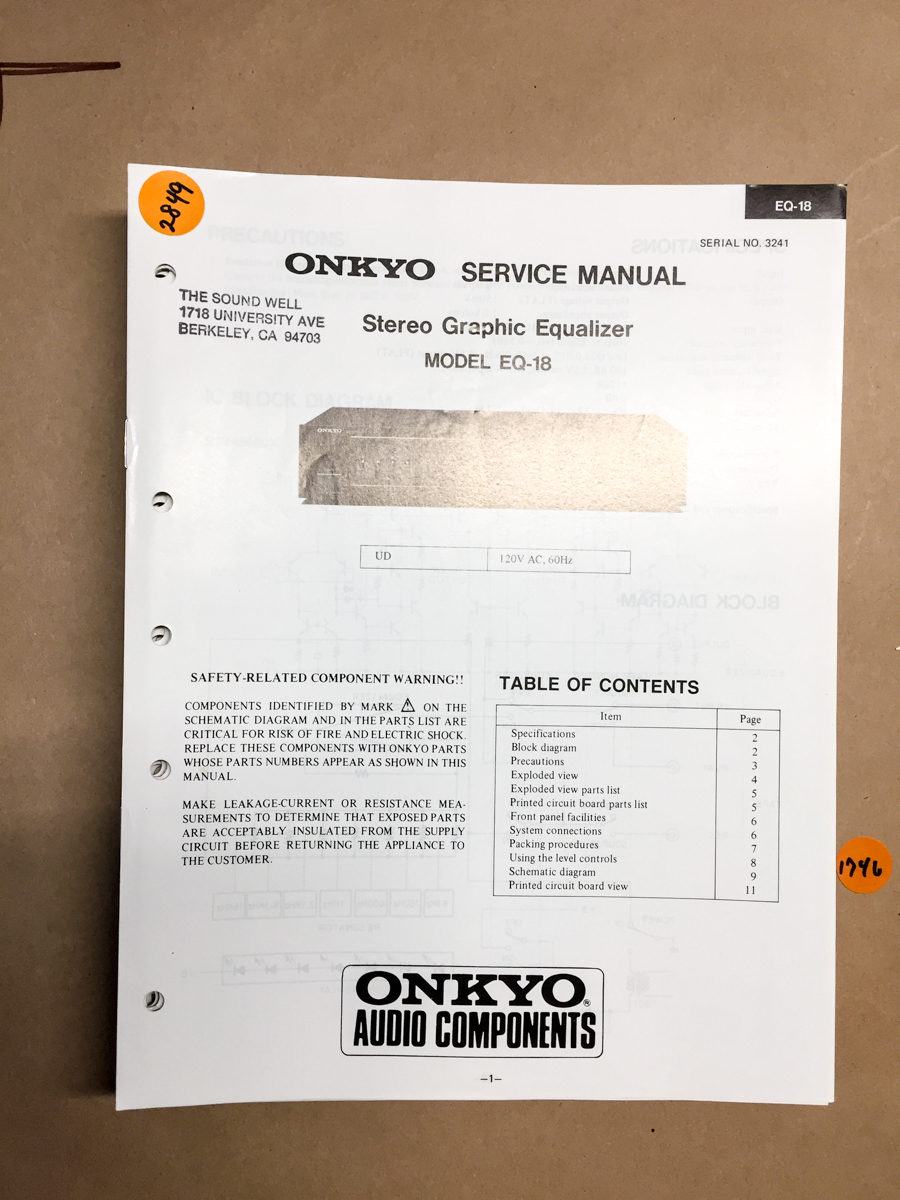 2849
EQ-18
SERIAL NO. 3241
ONKYO SERVICE MANUAL
THE SOUND WELL
1718 UNIVERSITY AVE
BERKELEY, CA 94703
Stereo Graphic Equalizer
MODEL EQ-18
ONKYO
UD 120V AC, 60Hz
SAFETY-RELATED COMPONENT WARNING!!
COMPONENTS IDENTIFIED BY MARK ⚠ ON THE
SCHEMATIC DIAGRAM AND IN THE PARTS LIST ARE
CRITICAL FOR RISK OF FIRE AND ELECTRIC SHOCK.
REPLACE THESE COMPONENTS WITH ONKYO PARTS
WHOSE PARTS NUMBERS APPEAR AS SHOWN IN THIS
MANUAL.
MAKE LEAKAGE-CURRENT OR RESISTANCE MEA-
SUREMENTS TO DETERMINE THAT EXPOSED PARTS
ARE ACCEPTABLY INSULATED FROM THE SUPPLY
CIRCUIT BEFORE RETURNING THE APPLIANCE TO
THE CUSTOMER.
TABLE OF CONTENTS
Item Page
Specifications 2
Block diagram 2
Precautions 3
Exploded view 4
Exploded view parts list 5
Printed circuit board parts list 5
Front panel facilities 6
System connections 6
Packing procedures 7
Using the level controls 8
Schematic diagram 9
Printed circuit board view 11
1746
ONKYO®
AUDIO COMPONENTS
—1—